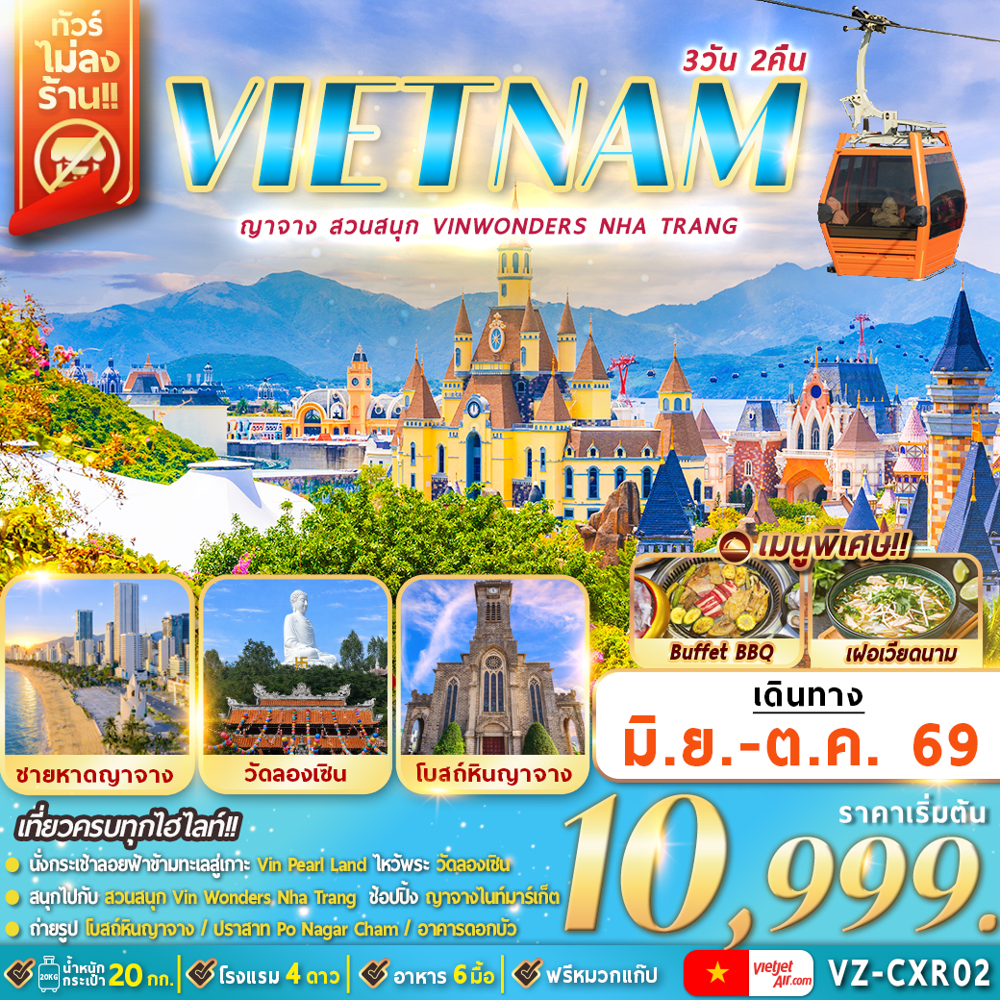 ทัวร์
ไม่ลง
ร้าน!!
3วัน 2คืน
VIETNAM
ญาจาง สวนสนุก VINWONDERS NHA TRANG
เมนูพิเศษ!!
Buffet BBQ
เฝอเวียดนาม
เดินทาง
มิ.ย.-ต.ค. 69
ชายหาดญาจาง
วัดลองเซิน
โบสถ์หินญาจาง
เที่ยวครบทุกไฮไลท์!!
นั่งกระเช้าลอยฟ้าข้ามทะเลสู่เกาะ Vin Pearl Land ไหว้พระ วัดลองเซิน
สนุกไปกับ สวนสนุก Vin Wonders Nha Trang ช้อปปิ้ง ญาจางไนท์มาร์เก็ต
ถ่ายรูป โบสถ์หินญาจาง / ปราสาท Po Nagar Cham / อาคารดอกบัว
ราคาเริ่มต้น
10,999.
20KG น้ำหนักกระเป๋า 20 กก.
โรงแรม 4 ดาว
อาหาร 6 มื้อ
ฟรีหมวกแก๊ป
vietjet Air.com
VZ-CXR02